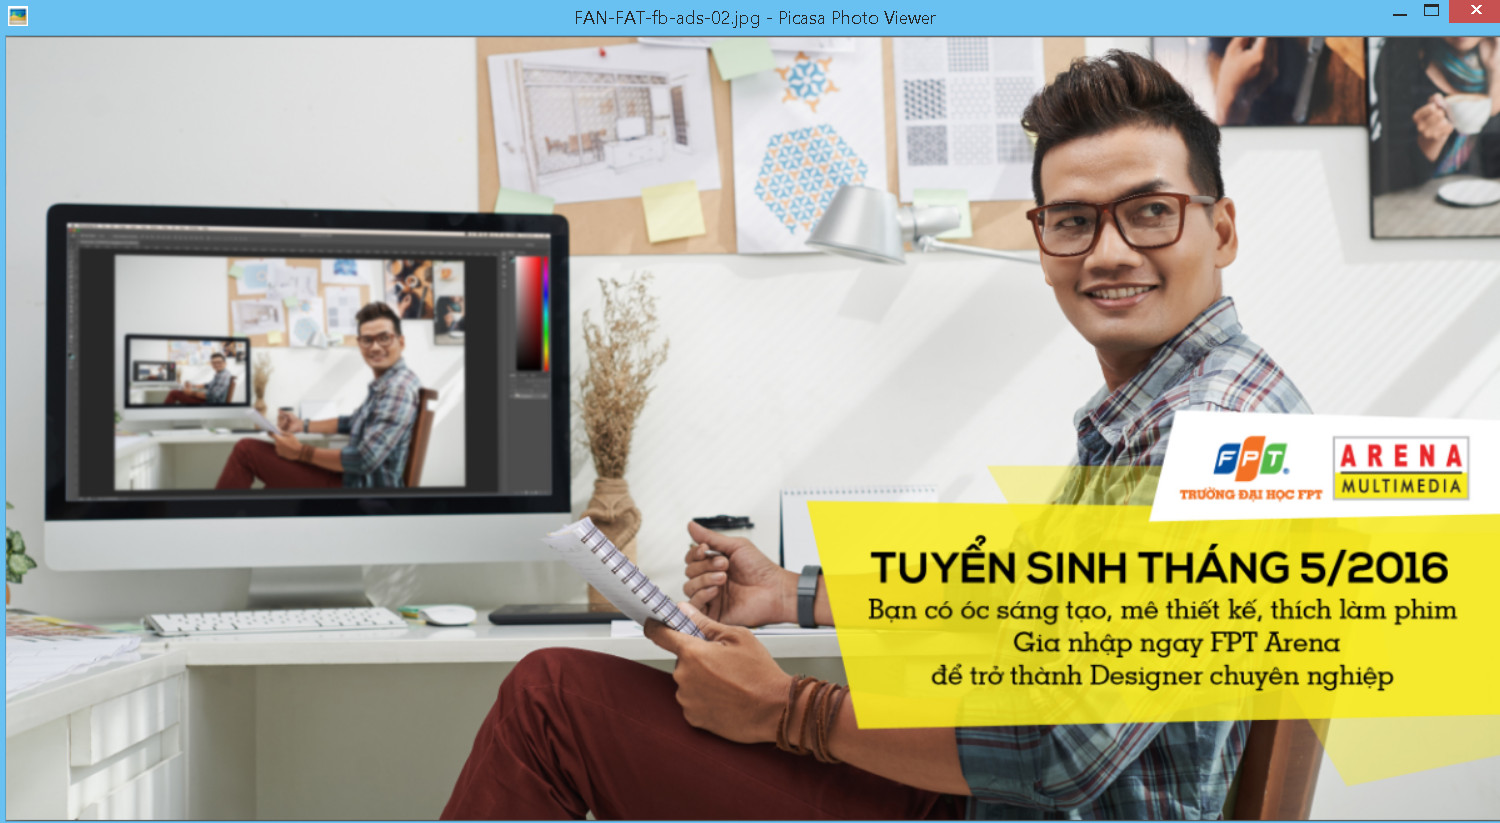 FAN-FAT-fb-ads-02.jpg - Picasa Photo Viewer
FPT
TRƯỜNG ĐẠI HỌC FPT
ARENA
MULTIMEDIA
TUYỂN SINH THÁNG 5/2016
Bạn có óc sáng tạo, mê thiết kế, thích làm phim
Gia nhập ngay FPT Arena
để trở thành Designer chuyên nghiệp